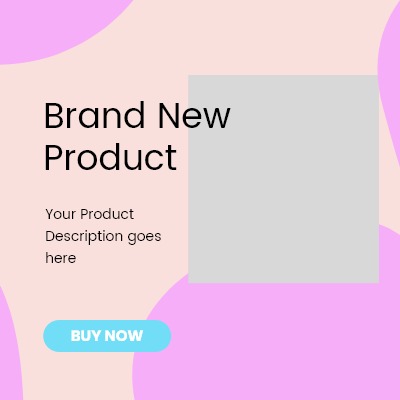 Brand New
Product
Your Product
Description goes
here
BUY NOW